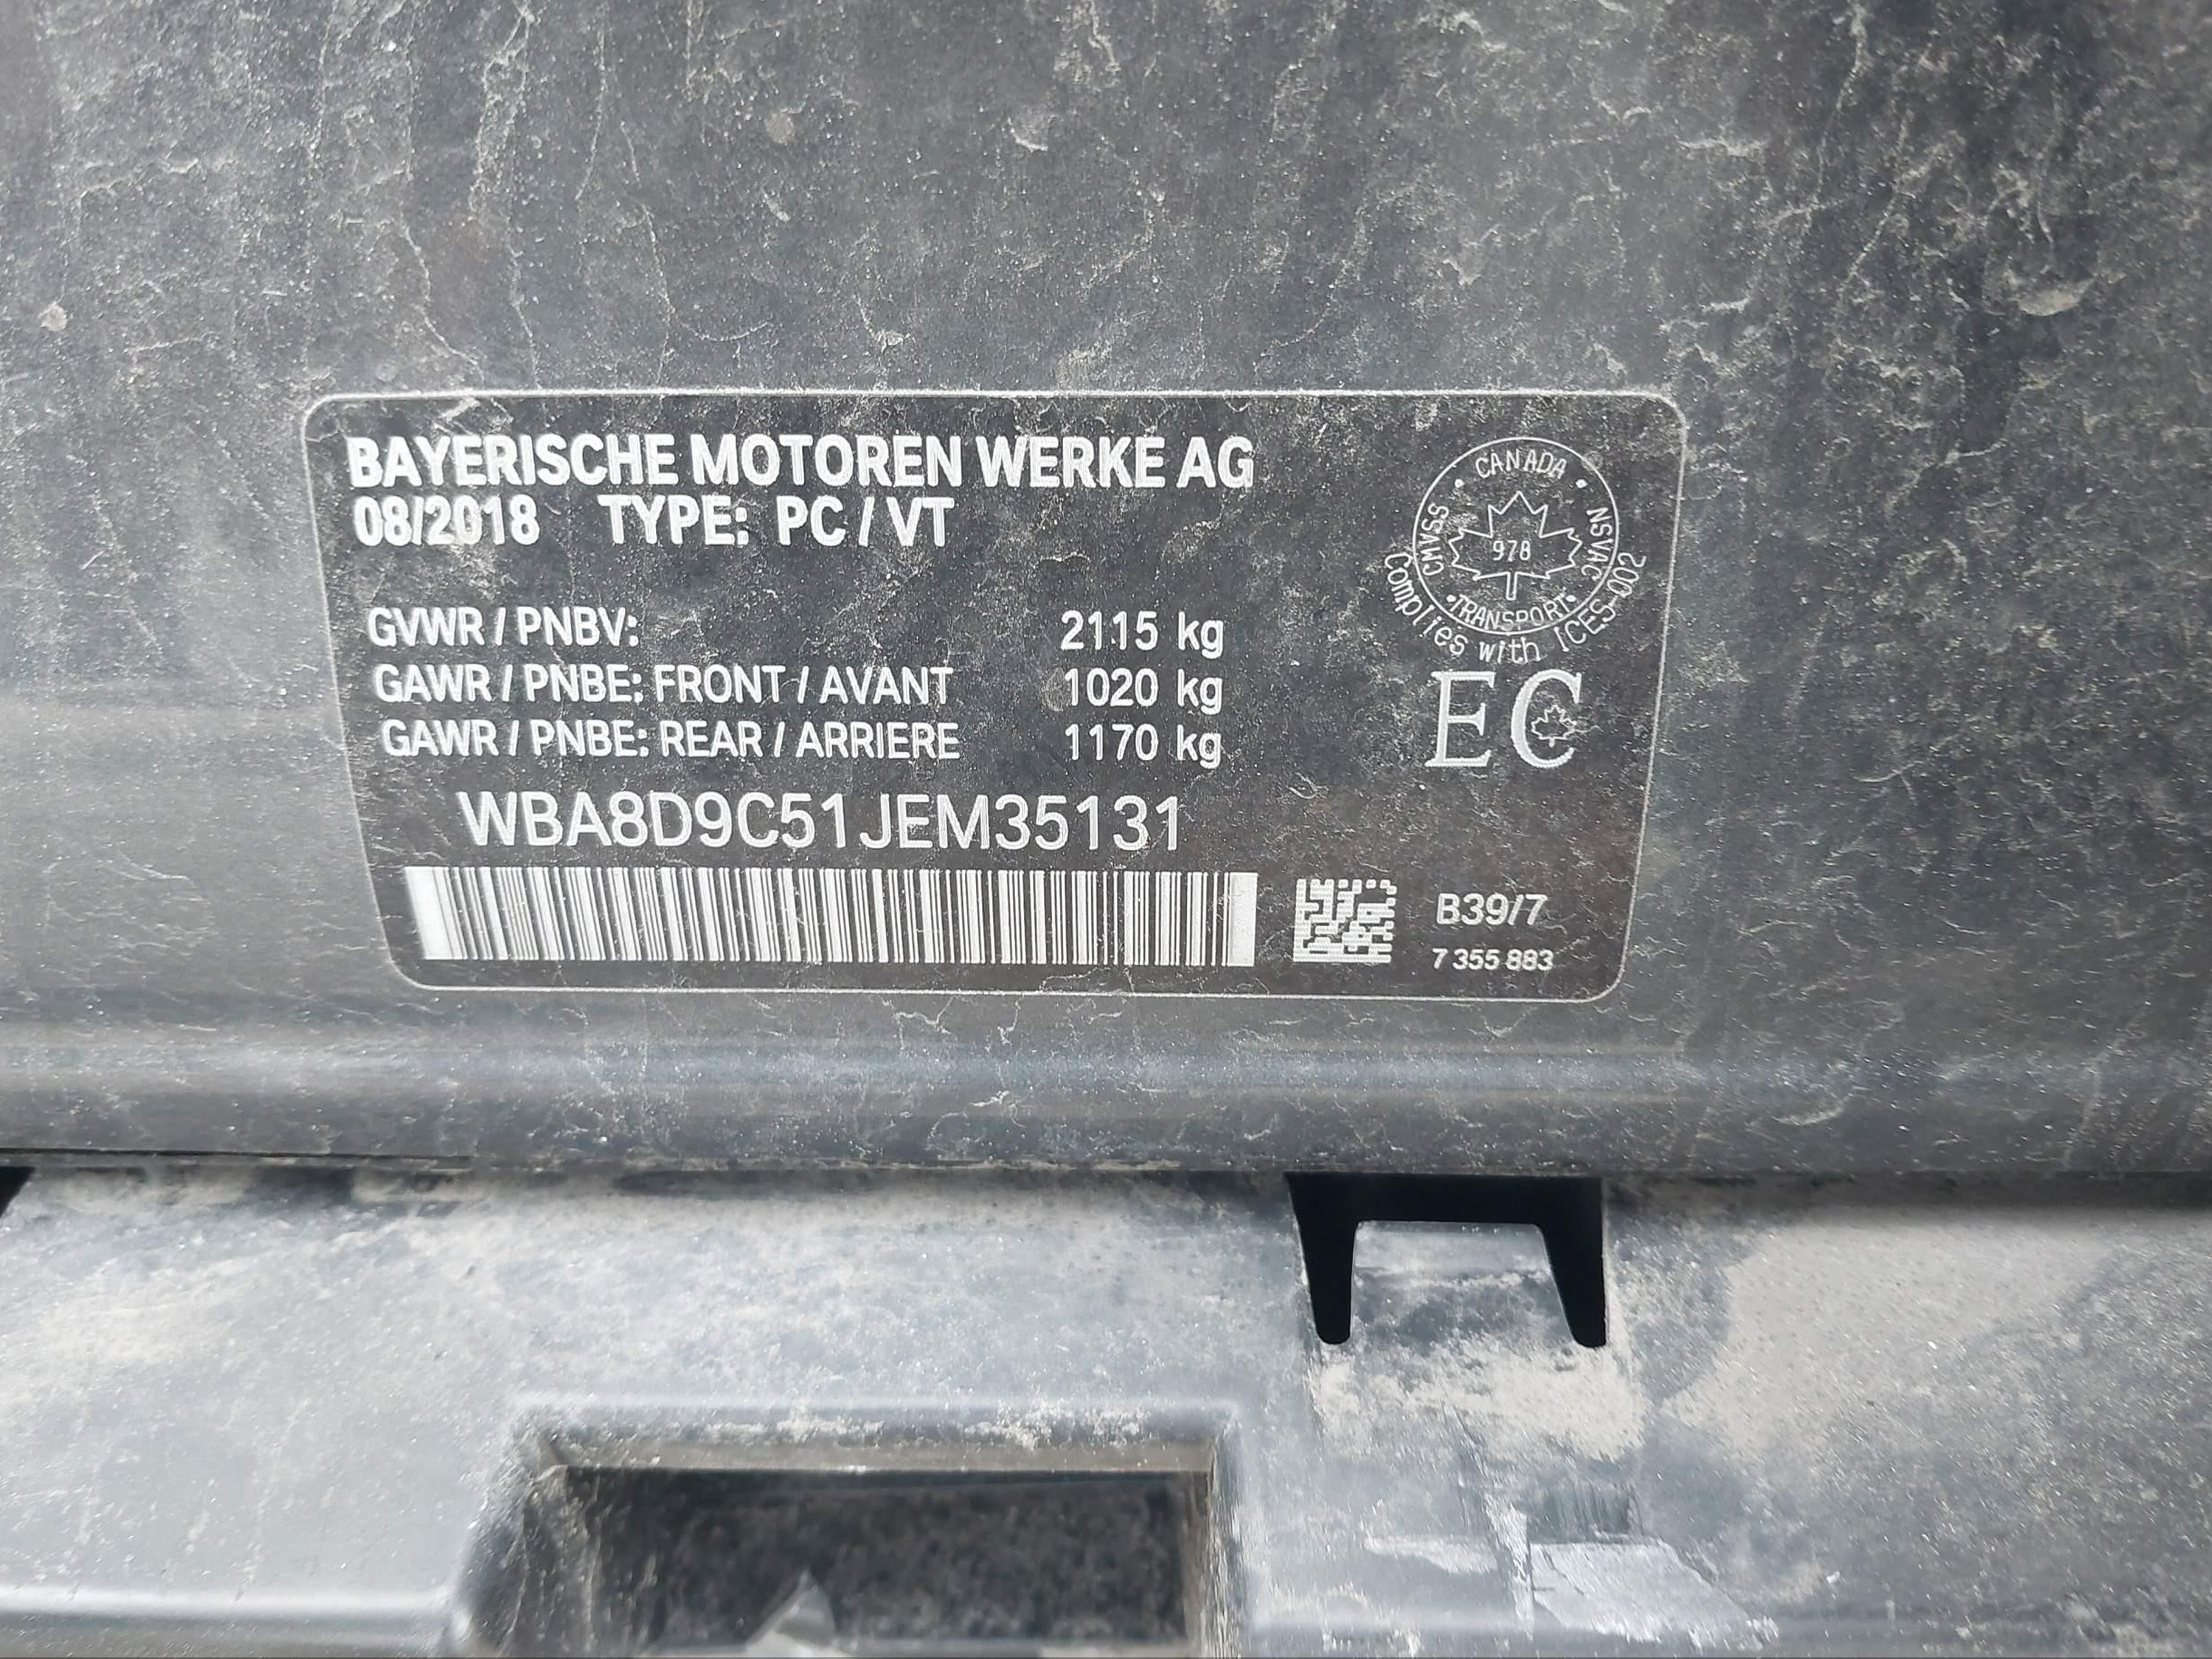 BAYERISCHE MOTOREN WERKE AG
08/2018 TYPE: PC / VT
GVWR / PNBV: 2115 kg
GAWR / PNBE: FRONT / AVANT 1020 kg
GAWR / PNBE: REAR / ARRIERE 1170 kg
WBA8D9C51JEM35131
CANADA
CMVSS
978
NSVAC
TRANSPORT
Complies with ICES-002
EC
B39/7
7 355 883